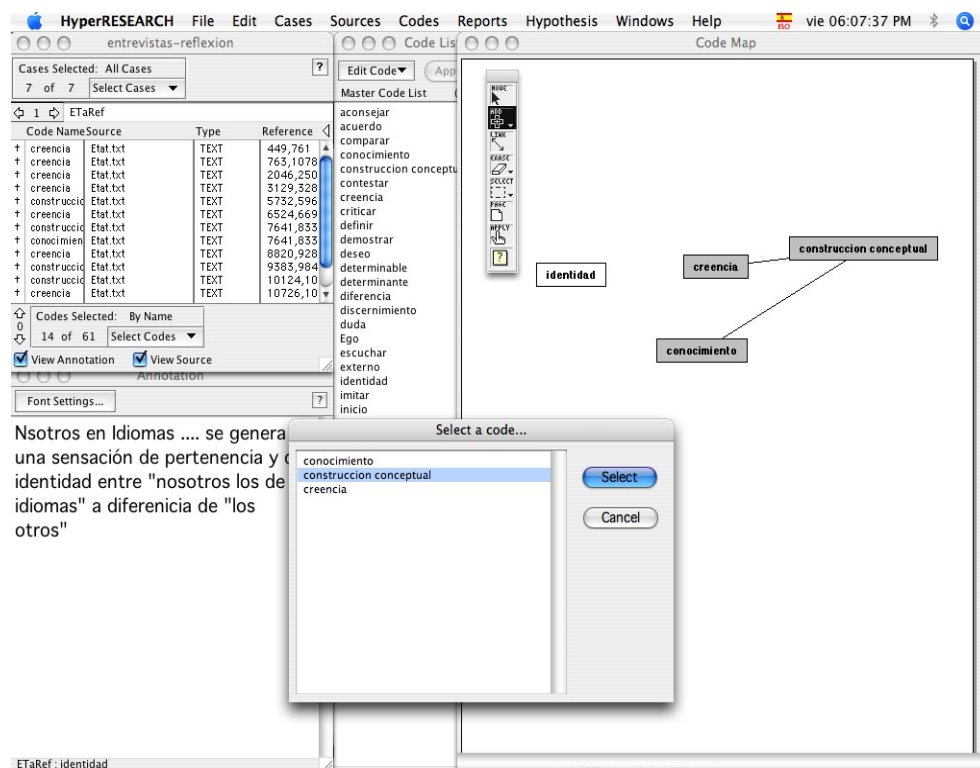 HyperRESEARCH File Edit Cases Sources Codes Reports Hypothesis Windows Help ISO vie 06:07:37 PM
entrevistas-reflexion
Cases Selected: All Cases
?
7 of 7 Select Cases
1 ETaRef
Code Name Source Type Reference
creencia Etat.txt TEXT 449,761
creencia Etat.txt TEXT 763,1078
creencia Etat.txt TEXT 2046,250
creencia Etat.txt TEXT 3129,328
construccio Etat.txt TEXT 5732,596
creencia Etat.txt TEXT 6524,669
construccio Etat.txt TEXT 7641,833
conocimien Etat.txt TEXT 7641,833
creencia Etat.txt TEXT 8820,928
construccio Etat.txt TEXT 9383,984
construccio Etat.txt TEXT 10124,10
creencia Etat.txt TEXT 10726,10
Codes Selected: By Name
0
14 of 61 Select Codes
View Annotation View Source
Annotation
Font Settings...
?
Nsotros en Idiomas .... se genera
una sensación de pertenencia y
identidad entre "nosotros los de
idiomas" a diferenicia de "los
otros"
ETaRef : identidad
Code Lis
Edit Code App
Master Code List
aconsejar
acuerdo
comparar
conocimiento
construccion conceptu
contestar
creencia
criticar
definir
demostrar
deseo
determinable
determinante
diferencia
discernimiento
duda
Ego
escuchar
externo
identidad
imitar
inicio
Code Map
MOVE
ADD
LINK
ERASE
SELECT
PAGE
APPLY
?
identidad
creencia
construccion conceptual
conocimiento
Select a code...
conocimiento
construccion conceptual
creencia
Select
Cancel